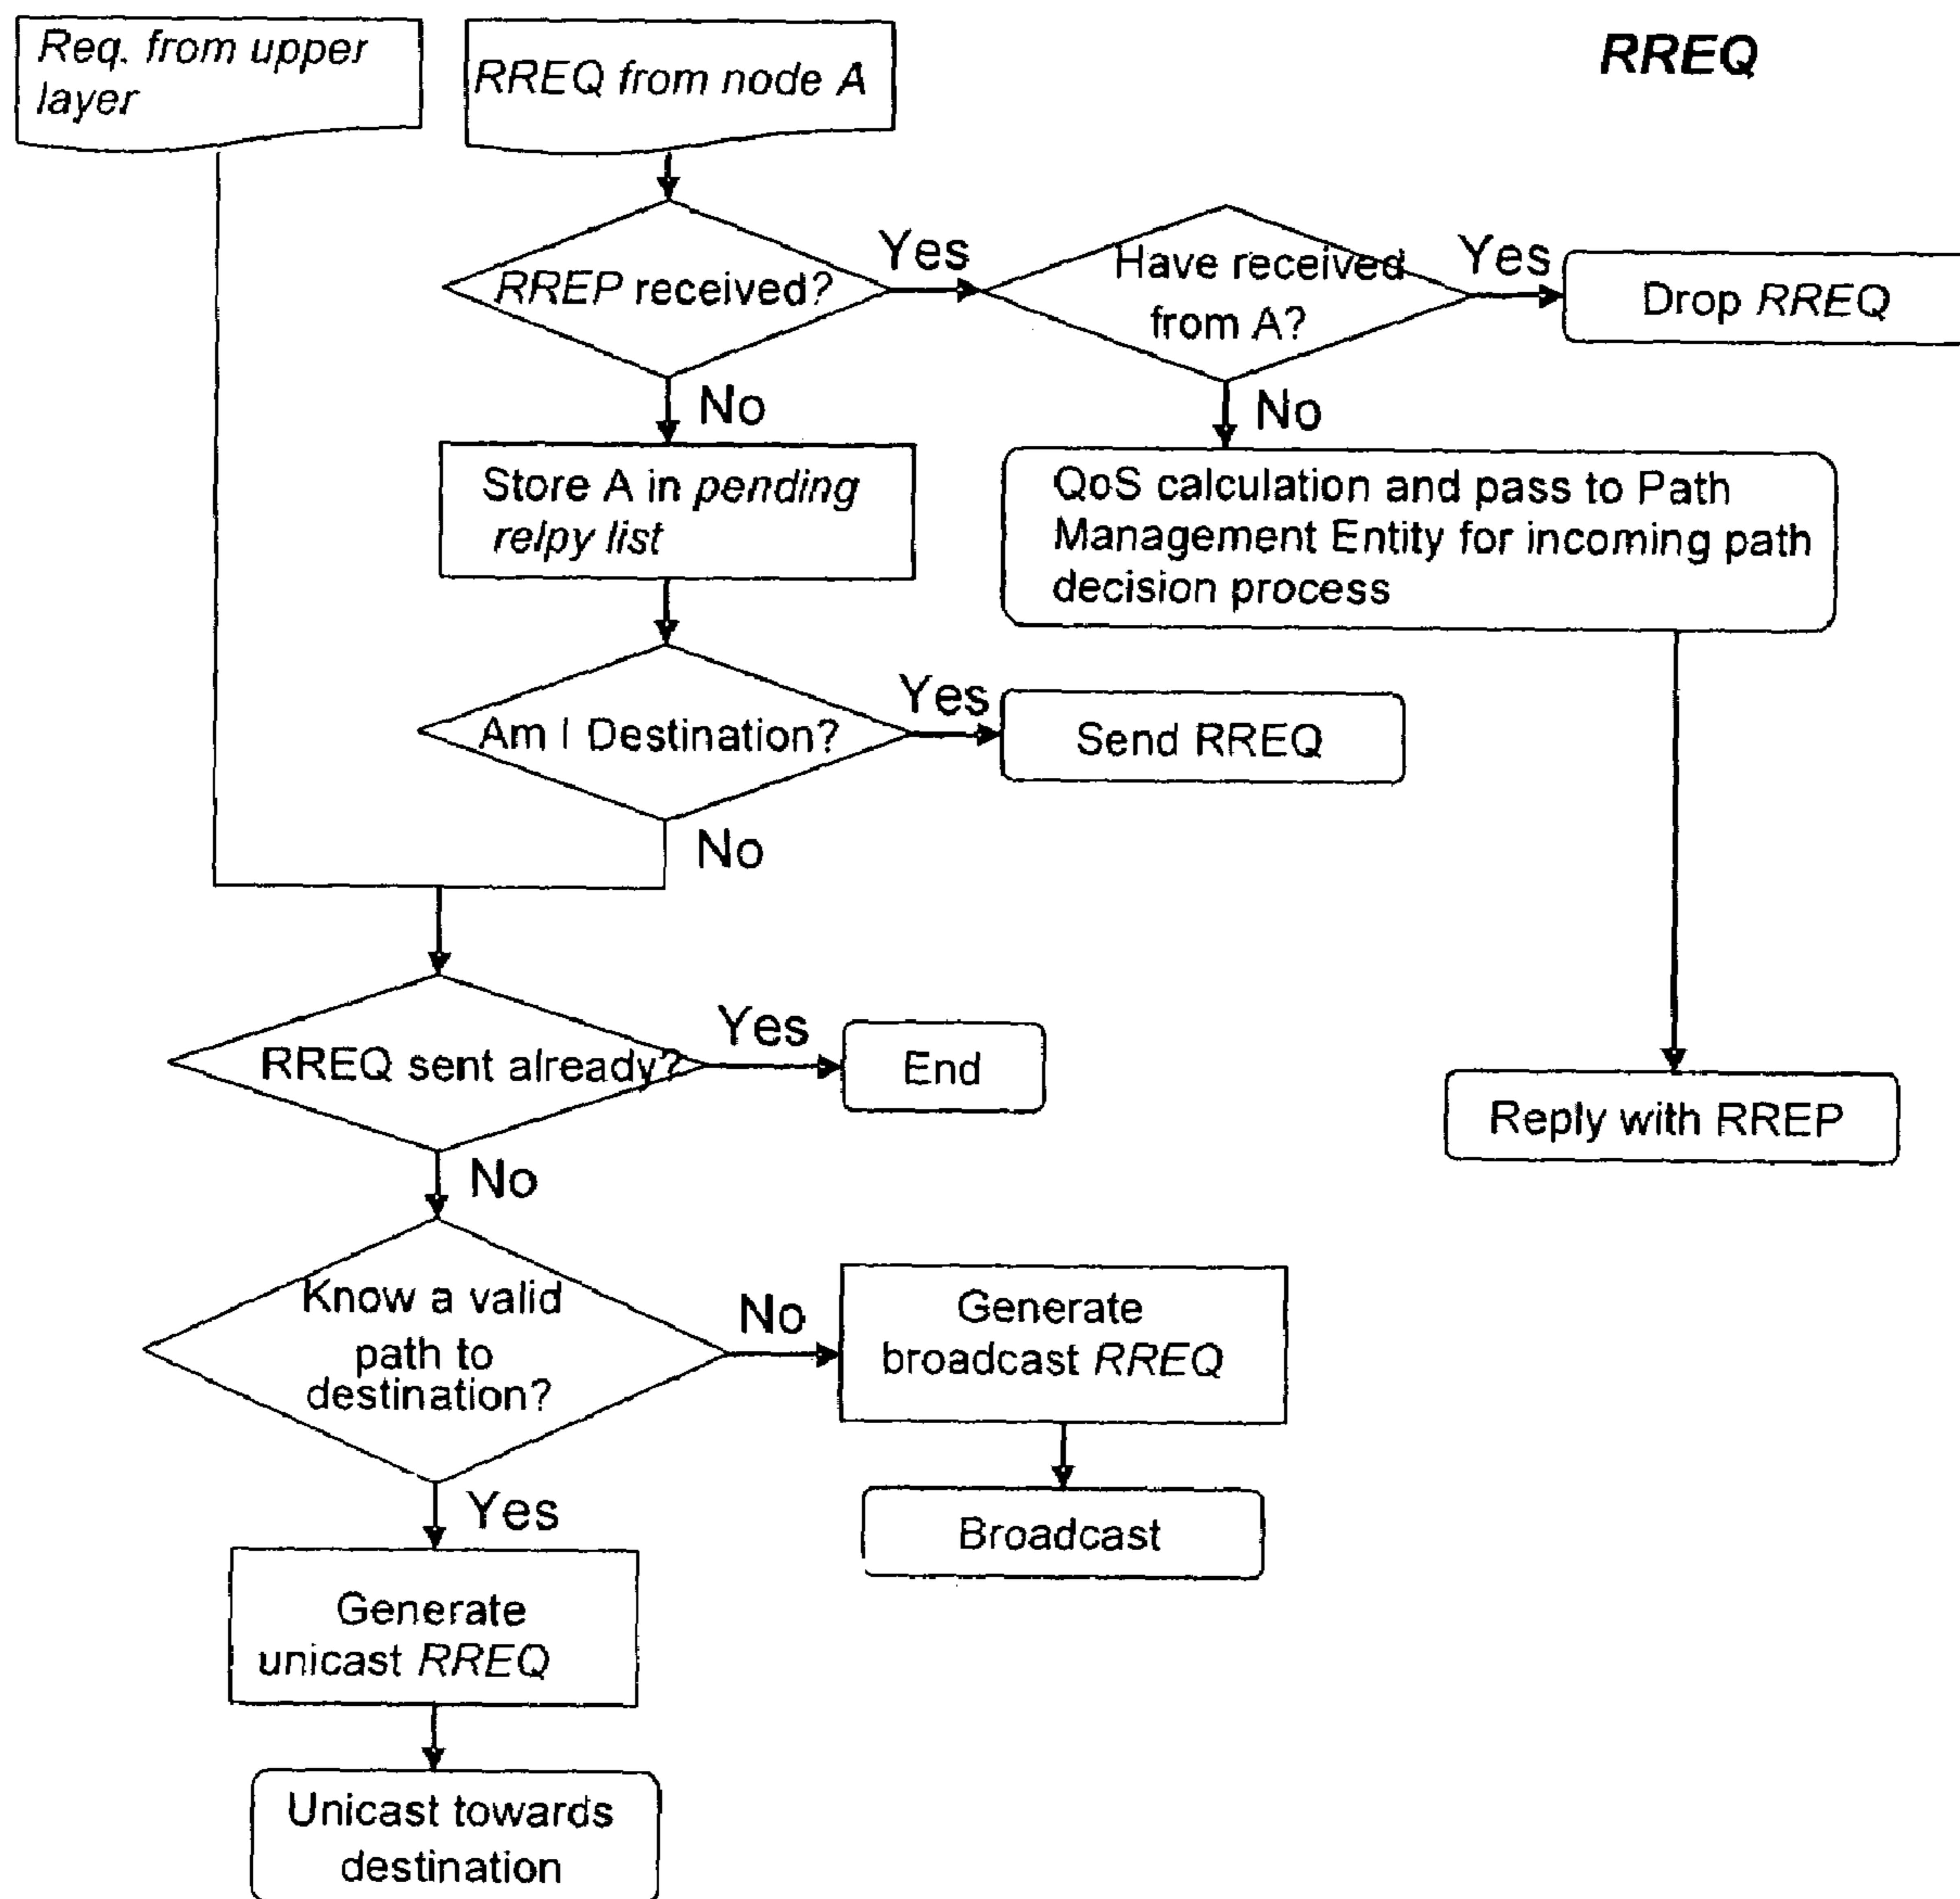 Req. from upper
layer
RREQ from node A
RREQ
RREP received?
Yes
Have received
from A?
Yes
Drop RREQ
No
No
Store A in pending
relpy list
QoS calculation and pass to Path
Management Entity for incoming path
decision process
Am I Destination?
Yes
Send RREQ
No
RREQ sent already?
Yes
End
Reply with RREP
No
Know a valid
path to
destination?
No
Generate
broadcast RREQ
Yes
Broadcast
Generate
unicast RREQ
Unicast towards
destination